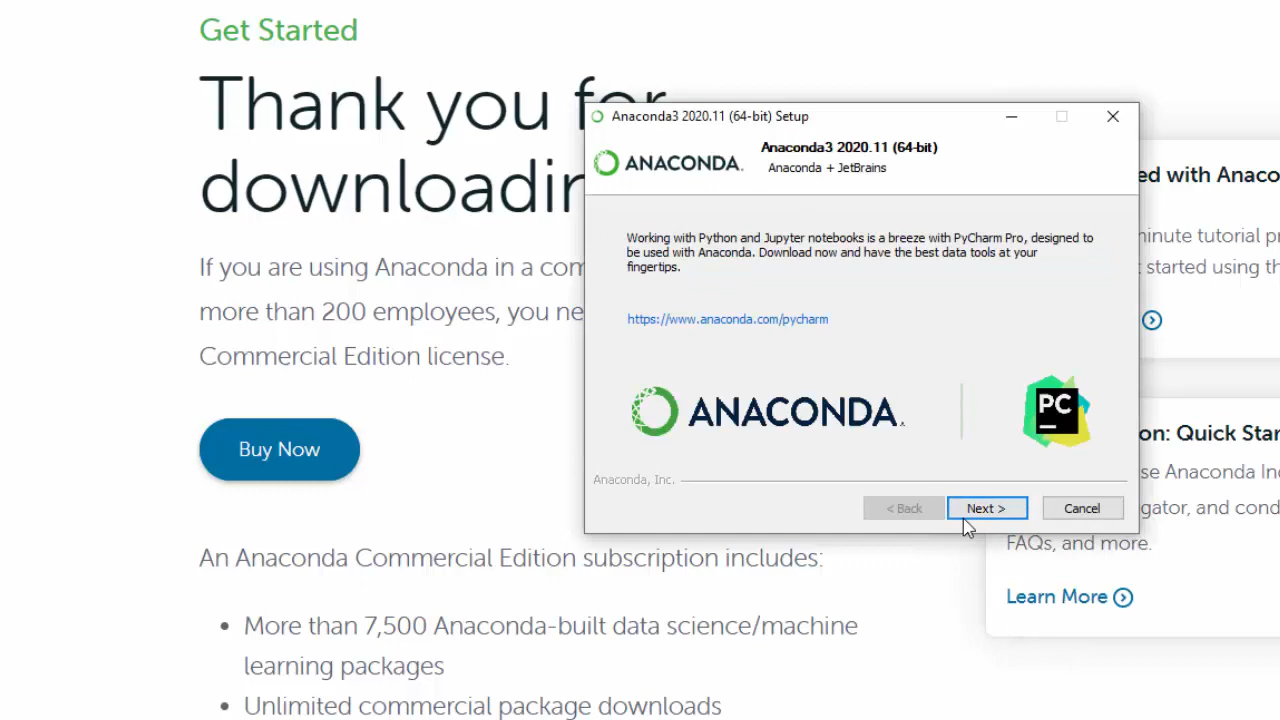 Get Started
Thank you for
downloadin
If you are using Anaconda in a com
more than 200 employees, you ne
Commercial Edition license.
Buy Now
An Anaconda Commercial Edition subscription includes:
• More than 7,500 Anaconda-built data science/machine
learning packages
• Unlimited commercial package downloads
Anaconda3 2020.11 (64-bit) Setup
ANACONDA.
Anaconda3 2020.11 (64-bit)
Anaconda + JetBrains
Working with Python and Jupyter notebooks is a breeze with PyCharm Pro, designed to
be used with Anaconda. Download now and have the best data tools at your
fingertips.
https://www.anaconda.com/pycharm
ANACONDA.
PC
Anaconda, Inc.
< Back
Next >
Cancel
ed with Anaco
minute tutorial pr
started using th
on: Quick Star
se Anaconda Ind
gator, and cond
FAQs, and more.
Learn More